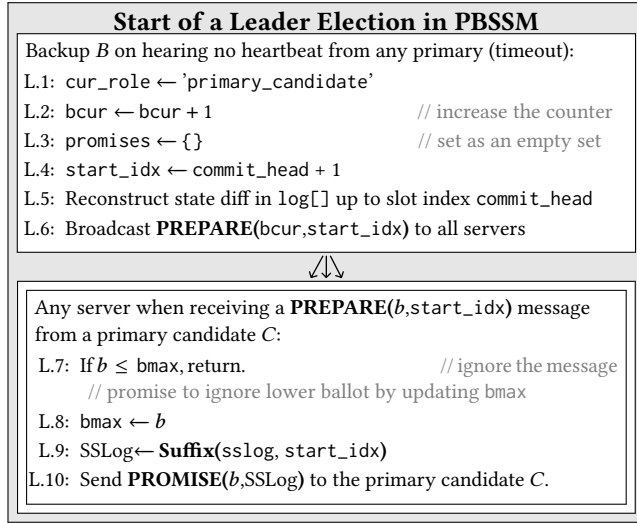 Start of a Leader Election in PBSSM
Backup B on hearing no heartbeat from any primary (timeout):
L.1: cur_role ← 'primary_candidate'
L.2: bcur ← bcur + 1 // increase the counter
L.3: promises ← {} // set as an empty set
L.4: start_idx ← commit_head + 1
L.5: Reconstruct state diff in log[] up to slot index commit_head
L.6: Broadcast PREPARE(bcur,start_idx) to all servers
Any server when receiving a PREPARE(b,start_idx) message
from a primary candidate C:
L.7: If b ≤ bmax, return. // ignore the message
// promise to ignore lower ballot by updating bmax
L.8: bmax ← b
L.9: SSLog← Suffix(sslog, start_idx)
L.10: Send PROMISE(b,SSLog) to the primary candidate C.